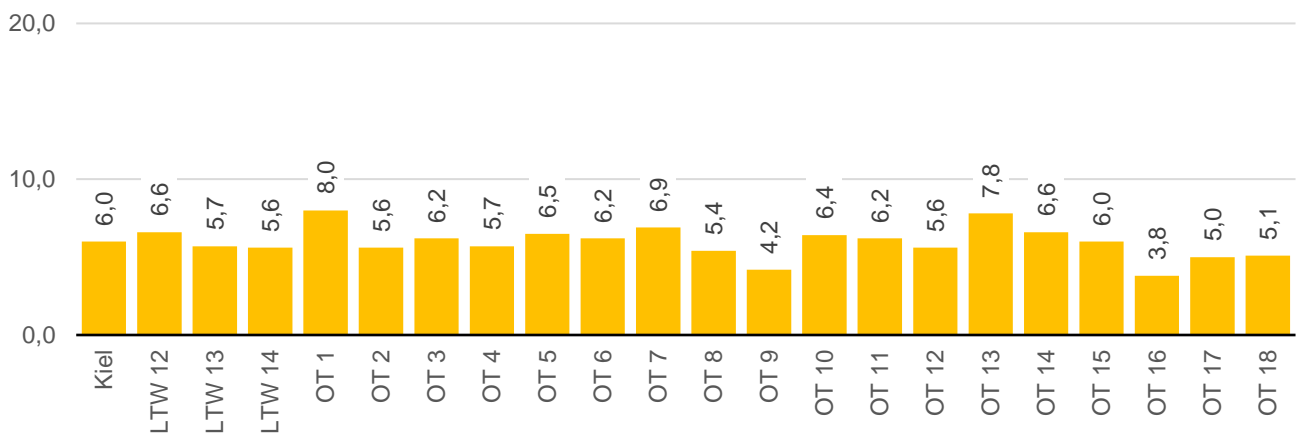 20,0
10,0
0,0
6,0
6,6
5,7
5,6
8,0
5,6
6,2
5,7
6,5
6,2
6,9
5,4
4,2
6,4
6,2
5,6
7,8
6,6
6,0
3,8
5,0
5,1
Kiel
LTW 12
LTW 13
LTW 14
OT 1
OT 2
OT 3
OT 4
OT 5
OT 6
OT 7
OT 8
OT 9
OT 10
OT 11
OT 12
OT 13
OT 14
OT 15
OT 16
OT 17
OT 18